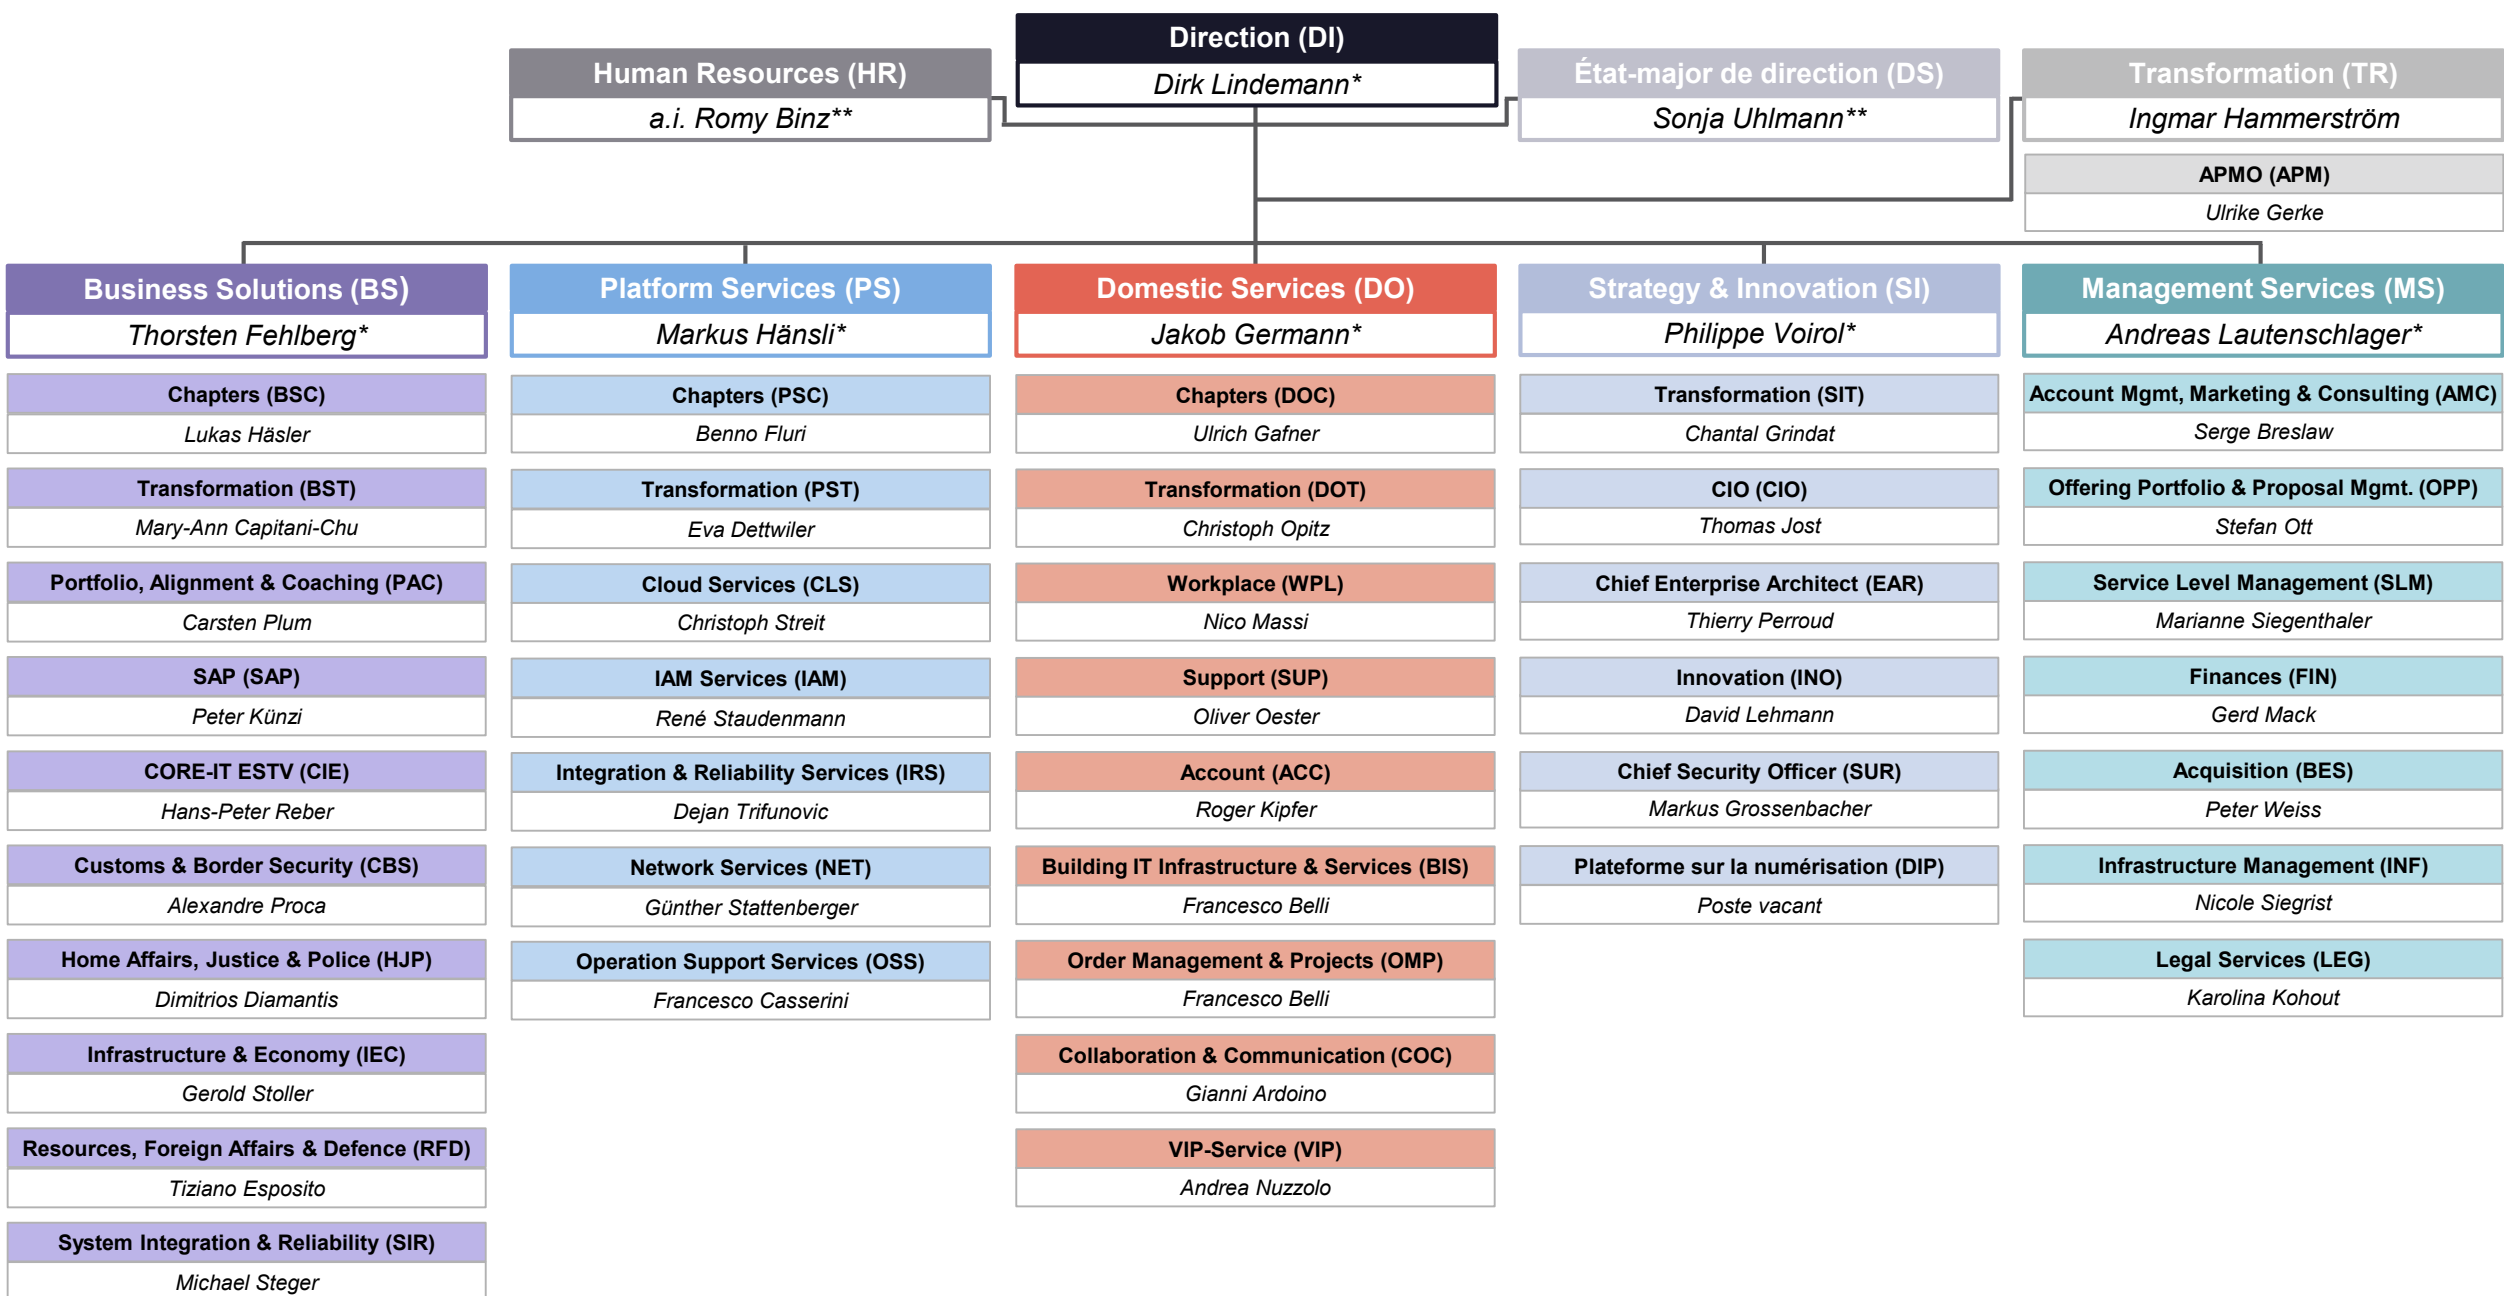 Direction (DI)
Dirk Lindemann*
Human Resources (HR)
a.i. Romy Binz**
État-major de direction (DS)
Sonja Uhlmann**
Transformation (TR)
Ingmar Hammerström
APMO (APM)
Ulrike Gerke
Business Solutions (BS)
Thorsten Fehlberg*
Chapters (BSC)
Lukas Häsler
Transformation (BST)
Mary-Ann Capitani-Chu
Portfolio, Alignment & Coaching (PAC)
Carsten Plum
SAP (SAP)
Peter Künzi
CORE-IT ESTV (CIE)
Hans-Peter Reber
Customs & Border Security (CBS)
Alexandre Proca
Home Affairs, Justice & Police (HJP)
Dimitrios Diamantis
Infrastructure & Economy (IEC)
Gerold Stoller
Resources, Foreign Affairs & Defence (RFD)
Tiziano Esposito
System Integration & Reliability (SIR)
Michael Steger
Platform Services (PS)
Markus Hänsli*
Chapters (PSC)
Benno Fluri
Transformation (PST)
Eva Dettwiler
Cloud Services (CLS)
Christoph Streit
IAM Services (IAM)
René Staudenmann
Integration & Reliability Services (IRS)
Dejan Trifunovic
Network Services (NET)
Günther Stattenberger
Operation Support Services (OSS)
Francesco Casserini
Domestic Services (DO)
Jakob Germann*
Chapters (DOC)
Ulrich Gafner
Transformation (DOT)
Christoph Opitz
Workplace (WPL)
Nico Massi
Support (SUP)
Oliver Oester
Account (ACC)
Roger Kipfer
Building IT Infrastructure & Services (BIS)
Francesco Belli
Order Management & Projects (OMP)
Francesco Belli
Collaboration & Communication (COC)
Gianni Ardoino
VIP-Service (VIP)
Andrea Nuzzolo
Strategy & Innovation (SI)
Philippe Voirol*
Transformation (SIT)
Chantal Grindat
CIO (CIO)
Thomas Jost
Chief Enterprise Architect (EAR)
Thierry Perroud
Innovation (INO)
David Lehmann
Chief Security Officer (SUR)
Markus Grossenbacher
Plateforme sur la numérisation (DIP)
Poste vacant
Management Services (MS)
Andreas Lautenschlager*
Account Mgmt, Marketing & Consulting (AMC)
Serge Breslaw
Offering Portfolio & Proposal Mgmt. (OPP)
Stefan Ott
Service Level Management (SLM)
Marianne Siegenthaler
Finances (FIN)
Gerd Mack
Acquisition (BES)
Peter Weiss
Infrastructure Management (INF)
Nicole Siegrist
Legal Services (LEG)
Karolina Kohout